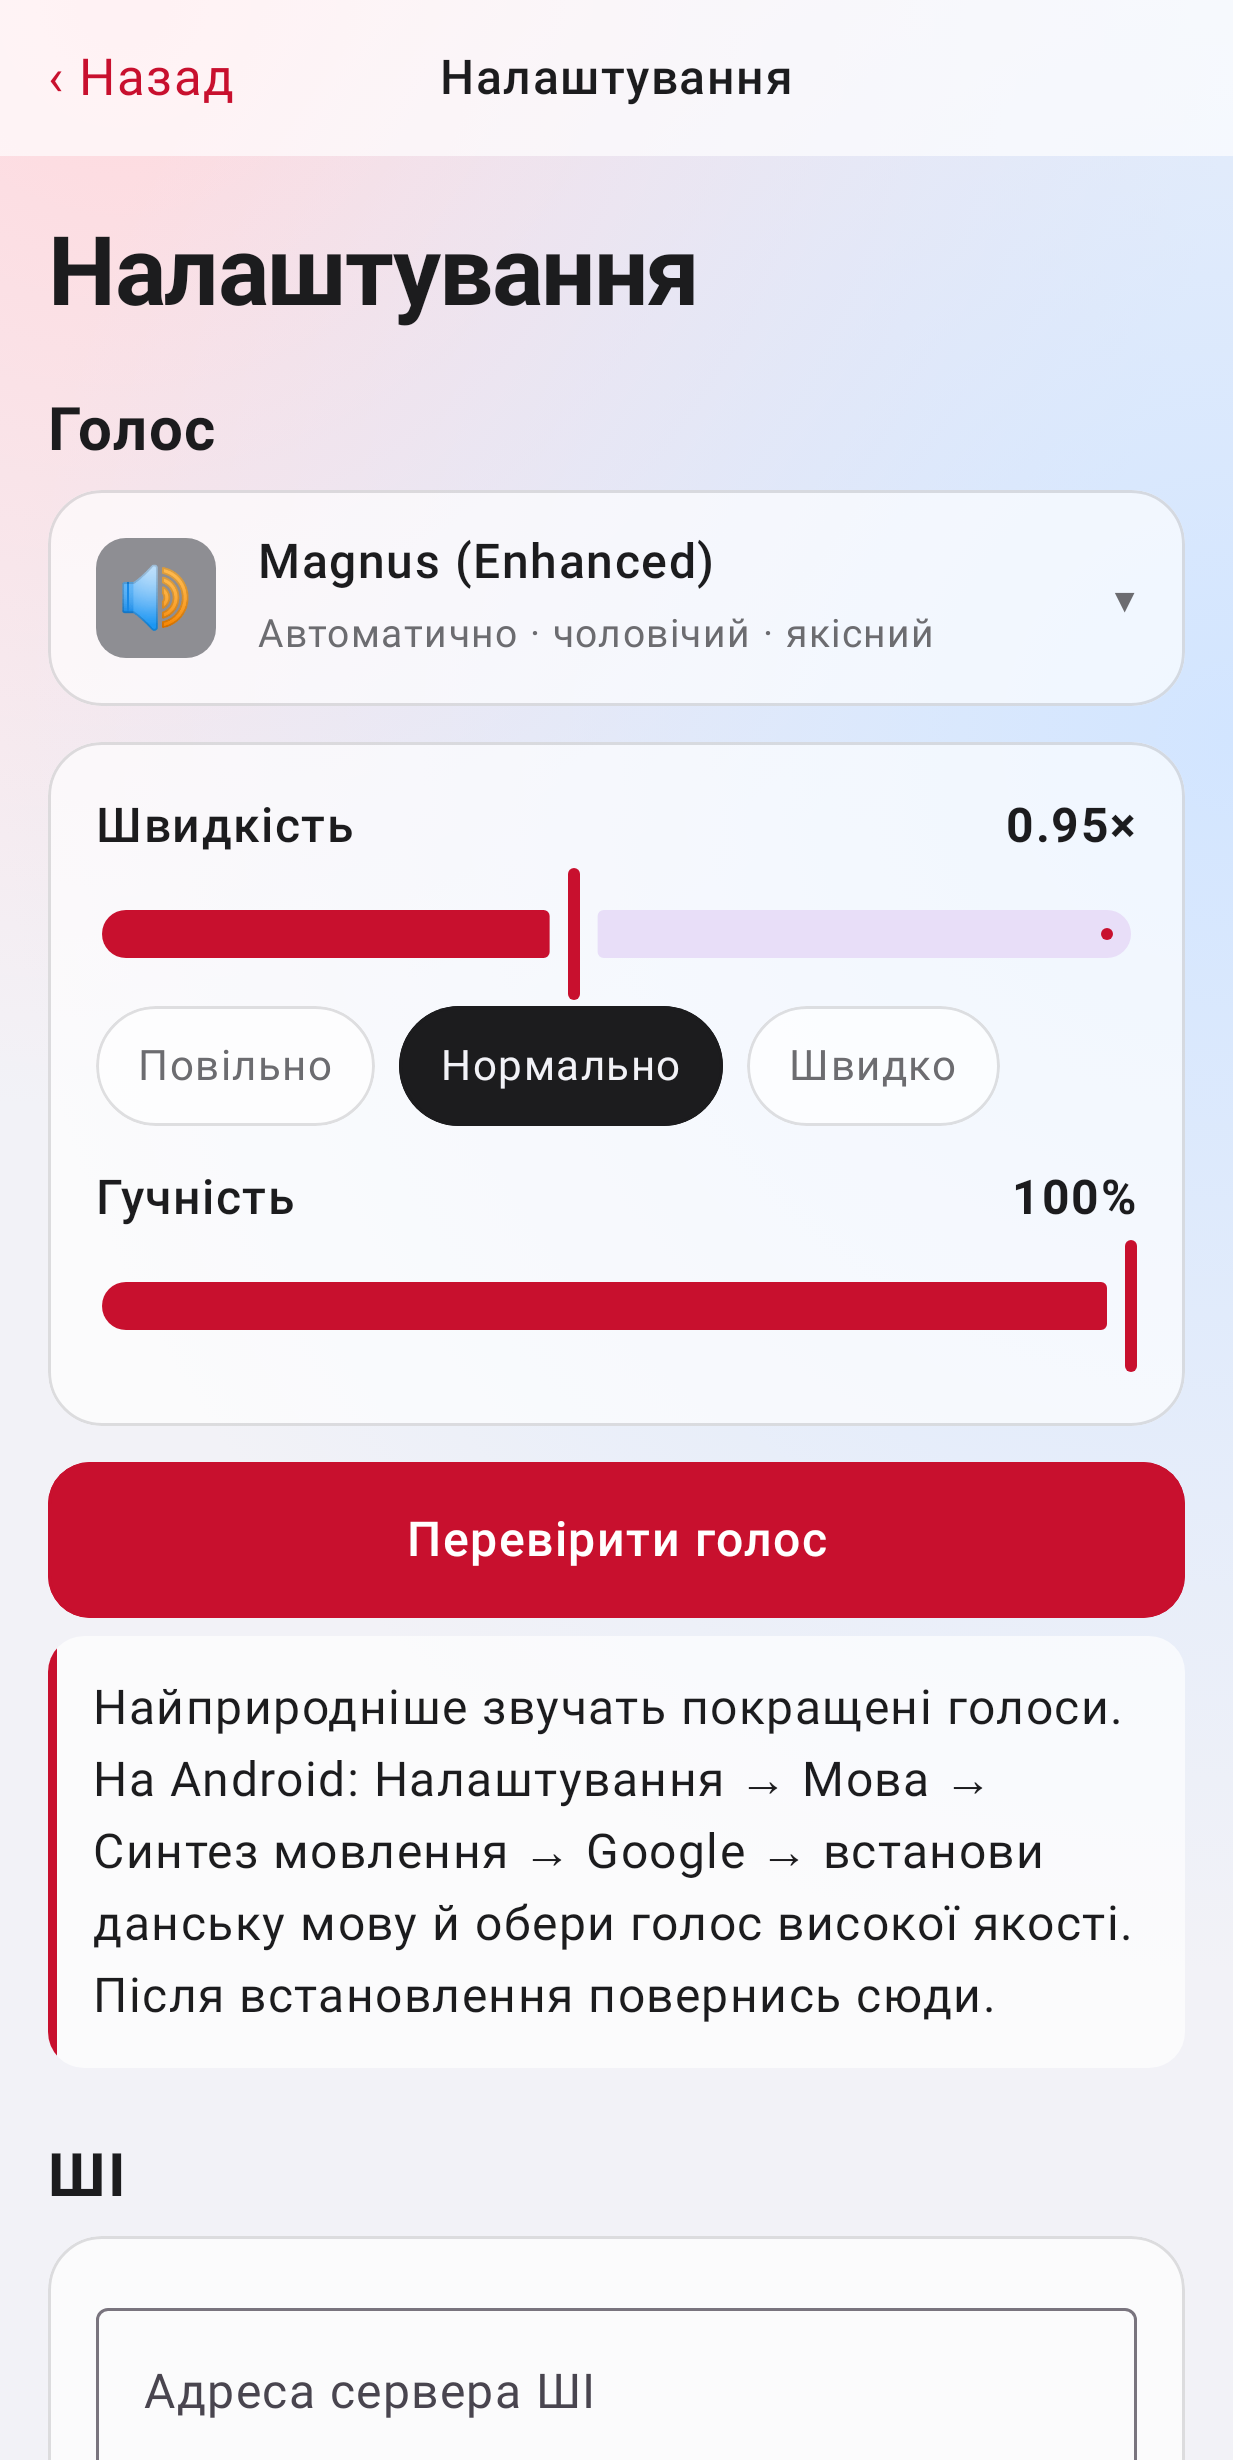 ‹ Назад
Налаштування
Налаштування
Голос
Magnus (Enhanced)
Автоматично · чоловічий · якісний
▼
Швидкість
0.95×
Повільно
Нормально
Швидко
Гучність
100%
Перевірити голос
Найприродніше звучать покращені голоси.
На Android: Налаштування → Мова →
Синтез мовлення → Google → встанови
данську мову й обери голос високої якості.
Після встановлення повернись сюди.
ШІ
Адреса сервера ШІ